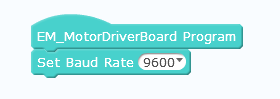 EM_MotorDriverBoard Program
Set Baud Rate 9600